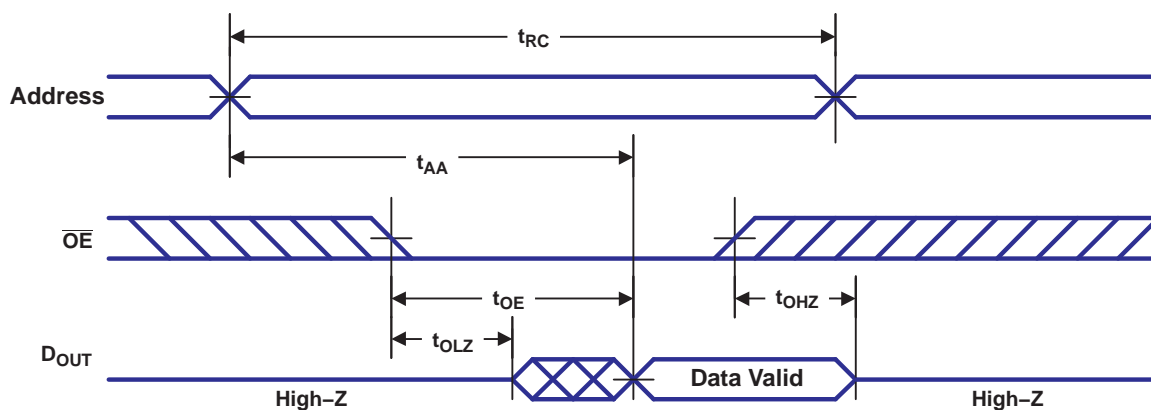 tRC
Address
tAA
OE
tOE
tOHZ
tOLZ
DOUT
Data Valid
High–Z
High–Z